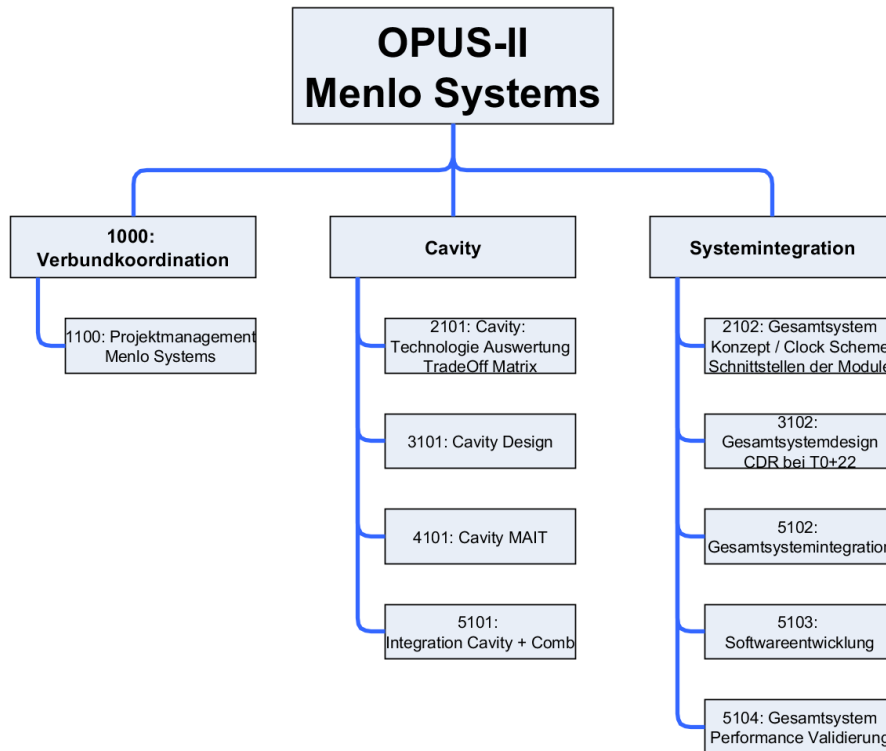 OPUS-II
Menlo Systems
1000:
Verbundkoordination
1100: Projektmanagement
Menlo Systems
Cavity
2101: Cavity:
Technologie Auswertung
TradeOff Matrix
3101: Cavity Design
4101: Cavity MAIT
5101:
Integration Cavity + Comb
Systemintegration
2102: Gesamtsystem
Konzept / Clock Scheme
Schnittstellen der Module
3102:
Gesamtsystemdesign
CDR bei T0+22
5102:
Gesamtsystemintegration
5103:
Softwareentwicklung
5104: Gesamtsystem
Performance Validierung